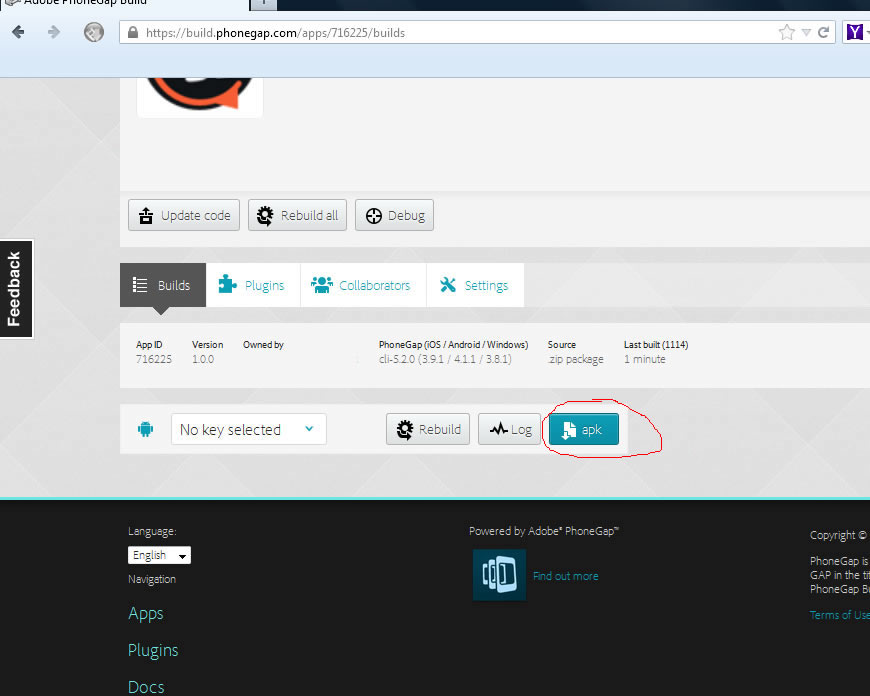 Adobe PhoneGap Build
https://build.phonegap.com/apps/716225/builds
Update code
Rebuild all
Debug
Feedback
Builds
Plugins
Collaborators
Settings
App ID
716225
Version
1.0.0
Owned by
PhoneGap (iOS / Android / Windows)
cli-5.2.0 (3.9.1 / 4.1.1 / 3.8.1)
Source
.zip package
Last built (1114)
1 minute
No key selected
Rebuild
Log
apk
Language:
English
Navigation
Apps
Plugins
Docs
Powered by Adobe® PhoneGap™
Find out more
Copyright ©
PhoneGap is
GAP in the tit
PhoneGap Bu
Terms of Use